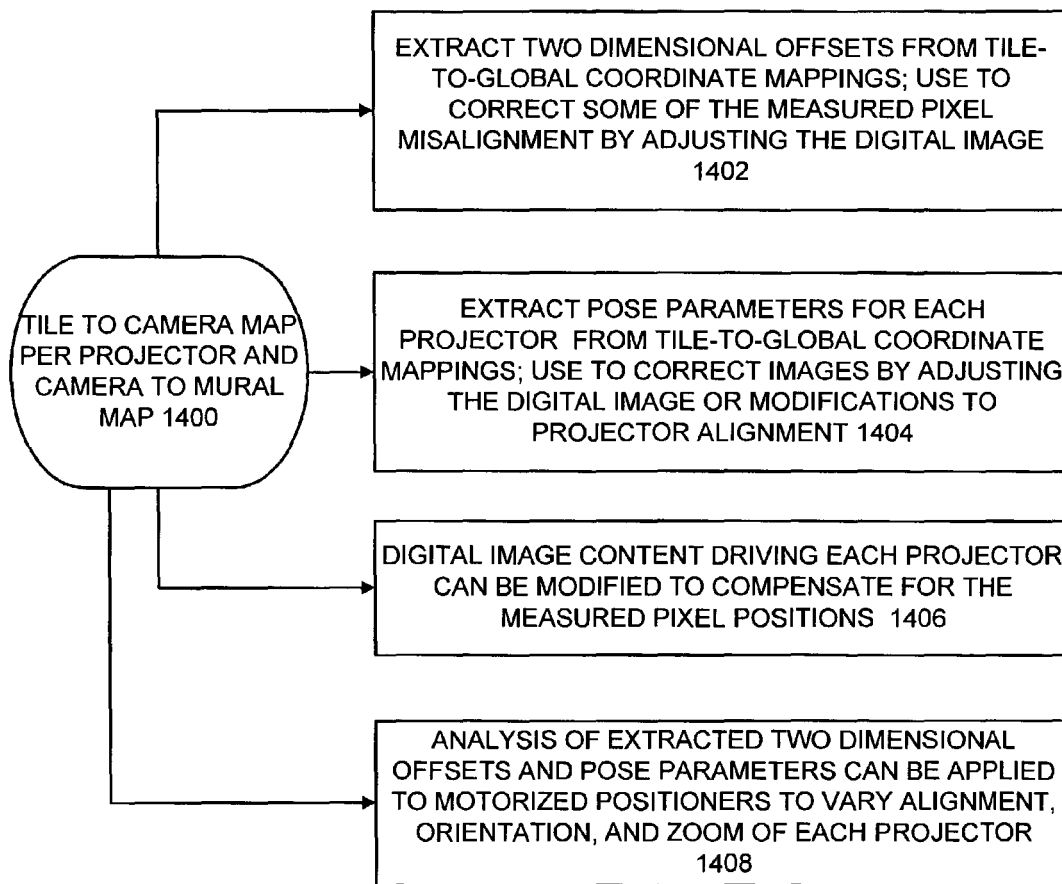 EXTRACT TWO DIMENSIONAL OFFSETS FROM TILE-
TO-GLOBAL COORDINATE MAPPINGS; USE TO
CORRECT SOME OF THE MEASURED PIXEL
MISALIGNMENT BY ADJUSTING THE DIGITAL IMAGE
1402
TILE TO CAMERA MAP
PER PROJECTOR AND
CAMERA TO MURAL
MAP 1400
EXTRACT POSE PARAMETERS FOR EACH
PROJECTOR FROM TILE-TO-GLOBAL COORDINATE
MAPPINGS; USE TO CORRECT IMAGES BY ADJUSTING
THE DIGITAL IMAGE OR MODIFICATIONS TO
PROJECTOR ALIGNMENT 1404
DIGITAL IMAGE CONTENT DRIVING EACH PROJECTOR
CAN BE MODIFIED TO COMPENSATE FOR THE
MEASURED PIXEL POSITIONS 1406
ANALYSIS OF EXTRACTED TWO DIMENSIONAL
OFFSETS AND POSE PARAMETERS CAN BE APPLIED
TO MOTORIZED POSITIONERS TO VARY ALIGNMENT,
ORIENTATION, AND ZOOM OF EACH PROJECTOR
1408